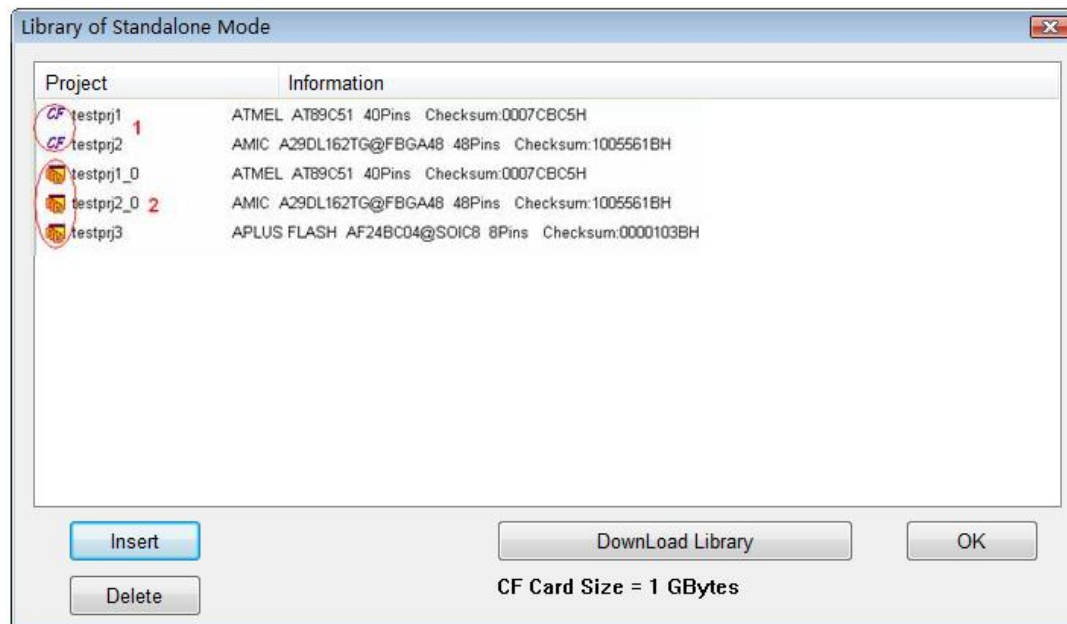 Library of Standalone Mode
Project Information
CF testprj1 ATMEL AT89C51 40Pins Checksum:0007CBC5H
1
CF testprj2 AMIC A29DL162TG@FBGA48 48Pins Checksum:1005561BH
testprj1_0 ATMEL AT89C51 40Pins Checksum:0007CBC5H
testprj2_0 2 AMIC A29DL162TG@FBGA48 48Pins Checksum:1005561BH
testprj3 APLUS FLASH AF24BC04@SOIC8 8Pins Checksum:0000103BH
Insert DownLoad Library OK
Delete CF Card Size = 1 GBytes